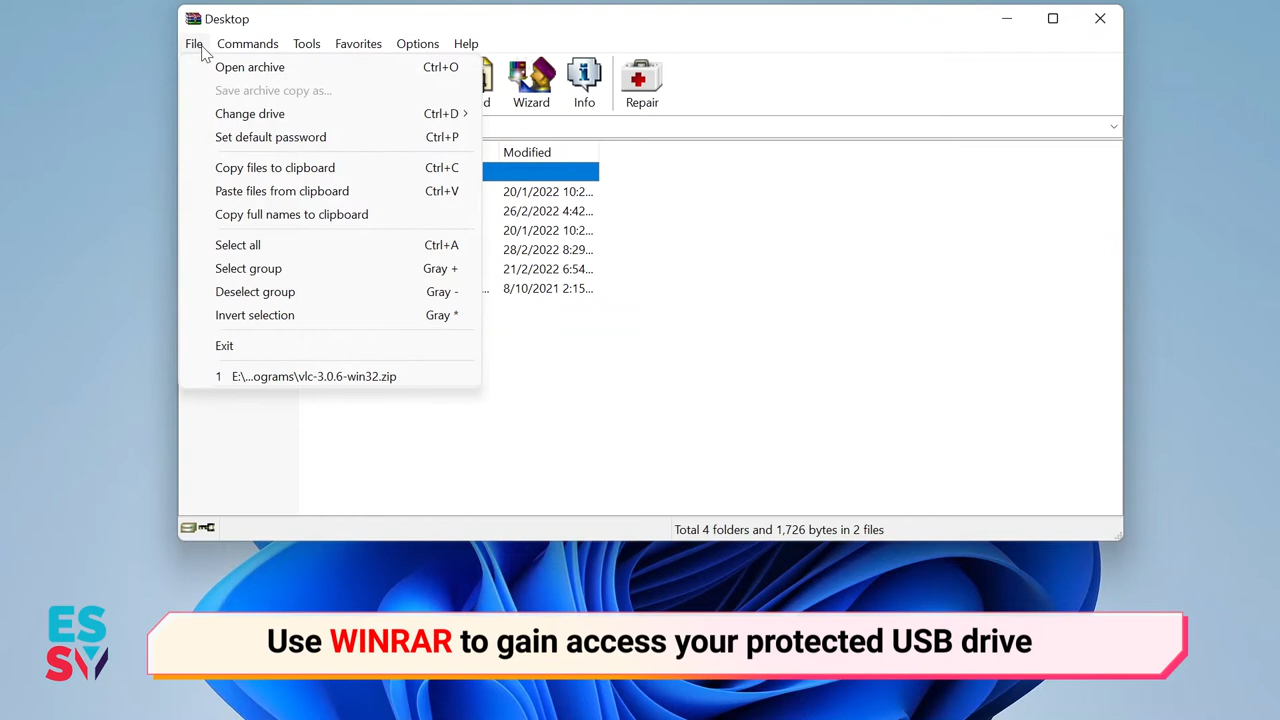 Desktop
File Commands Tools Favorites Options Help
Open archive Ctrl+O
Save archive copy as...
Change drive Ctrl+D >
Set default password Ctrl+P
Copy files to clipboard Ctrl+C
Paste files from clipboard Ctrl+V
Copy full names to clipboard
Select all Ctrl+A
Select group Gray +
Deselect group Gray -
Invert selection Gray *
Exit
1 E:\...ograms\vlc-3.0.6-win32.zip
d Wizard Info Repair
Modified
20/1/2022 10:2...
26/2/2022 4:42...
20/1/2022 10:2...
28/2/2022 8:29...
21/2/2022 6:54...
... 8/10/2021 2:15...
Total 4 folders and 1,726 bytes in 2 files
ES
SV
Use WINRAR to gain access your protected USB drive